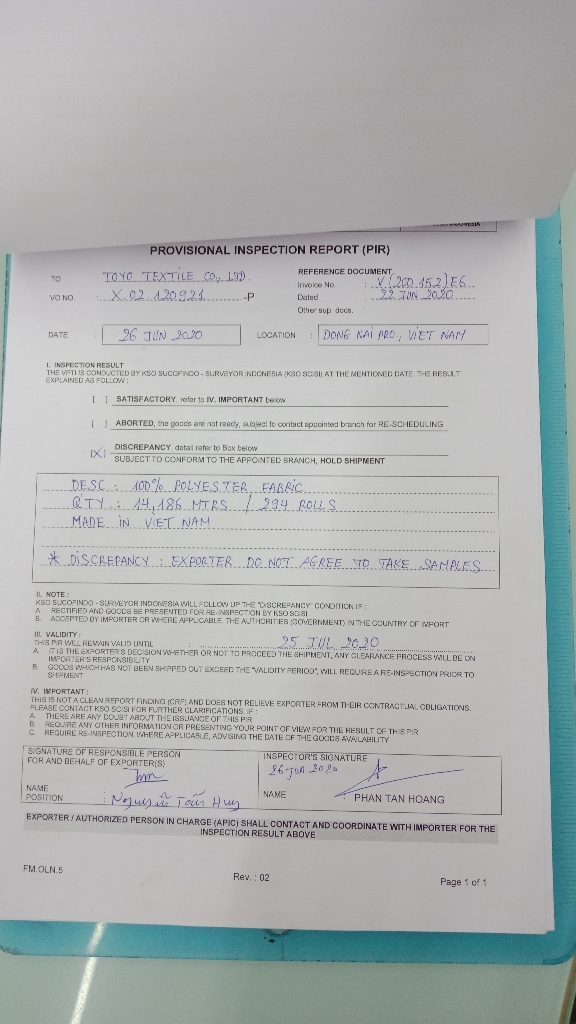 INDONESIA
PROVISIONAL INSPECTION REPORT (PIR)
TO : TOYO TEXTILE CO., LTD.
VO NO. : X.02.120921 -P
REFERENCE DOCUMENT
Invoice No. : V(20D152)E6
Dated : 22 JUN 2020
Other sup. docs. :
DATE : 26 JUN 2020
LOCATION : DONG NAI PRO., VIET NAM
I. INSPECTION RESULT
THE VPTI IS CONDUCTED BY KSO SUCOFINDO - SURVEYOR INDONESIA (KSO SCISI) AT THE MENTIONED DATE. THE RESULT
EXPLAINED AS FOLLOW :
[ ] SATISFACTORY, refer to IV. IMPORTANT below
[ ] ABORTED, the goods are not ready, subject to contact appointed branch for RE-SCHEDULING
[X] DISCREPANCY, detail refer to Box below
SUBJECT TO CONFORM TO THE APPOINTED BRANCH, HOLD SHIPMENT
DESC : 100% POLYESTER FABRIC
Q'TY : 14,186 MTRS / 294 ROLLS
MADE IN VIET NAM
* DISCREPANCY : EXPORTER DO NOT AGREE TO TAKE SAMPLES
II. NOTE :
KSO SUCOFINDO - SURVEYOR INDONESIA WILL FOLLOW UP THE "DISCREPANCY" CONDITION IF :
A. RECTIFIED AND GOODS BE PRESENTED FOR RE-INSPECTION BY KSO SCISI
B. ACCEPTED BY IMPORTER OR WHERE APPLICABLE, THE AUTHORITIES (GOVERNMENT) IN THE COUNTRY OF IMPORT
III. VALIDITY :
THIS PIR WILL REMAIN VALID UNTIL : 25 JUL 2020
A. IT IS THE EXPORTER'S DECISION WHETHER OR NOT TO PROCEED THE SHIPMENT, ANY CLEARANCE PROCESS WILL BE ON
IMPORTER'S RESPONSIBILITY
B. GOODS WHICH HAS NOT BEEN SHIPPED OUT EXCEED THE "VALIDITY PERIOD", WILL REQUIRE A RE-INSPECTION PRIOR TO
SHIPMENT
IV. IMPORTANT :
THIS IS NOT A CLEAN REPORT FINDING (CRF) AND DOES NOT RELIEVE EXPORTER FROM THEIR CONTRACTUAL OBLIGATIONS.
PLEASE CONTACT KSO SCISI FOR FURTHER CLARIFICATIONS, IF :
A. THERE ARE ANY DOUBT ABOUT THE ISSUANCE OF THIS PIR
B. REQUIRE ANY OTHER INFORMATION OR PRESENTING YOUR POINT OF VIEW FOR THE RESULT OF THIS PIR
C. REQUIRE RE-INSPECTION, WHERE APPLICABLE, ADVISING THE DATE OF THE GOODS AVAILABILITY
SIGNATURE OF RESPONSIBLE PERSON
FOR AND BEHALF OF EXPORTER(S)
NAME
POSITION :
INSPECTOR'S SIGNATURE
26 JUN 2020
NAME : PHAN TAN HOANG
EXPORTER / AUTHORIZED PERSON IN CHARGE (APIC) SHALL CONTACT AND COORDINATE WITH IMPORTER FOR THE
INSPECTION RESULT ABOVE
FM.OLN.5
Rev. : 02
Page 1 of 1